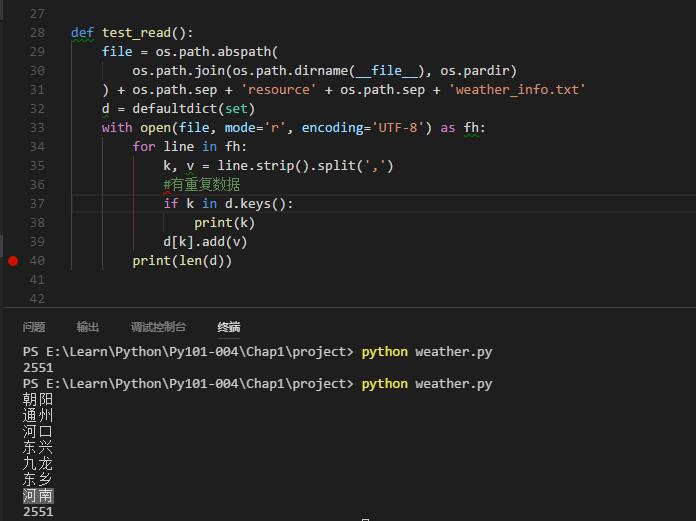 27
28 def test_read():
29 file = os.path.abspath(
30 os.path.join(os.path.dirname(__file__), os.pardir)
31 ) + os.path.sep + 'resource' + os.path.sep + 'weather_info.txt'
32 d = defaultdict(set)
33 with open(file, mode='r', encoding='UTF-8') as fh:
34 for line in fh:
35 k, v = line.strip().split(',')
36 #有重复数据
37 if k in d.keys():
38 print(k)
39 d[k].add(v)
40 print(len(d))
41
42
问题 输出 调试控制台 终端
PS E:\Learn\Python\Py101-004\Chap1\project> python weather.py
2551
PS E:\Learn\Python\Py101-004\Chap1\project> python weather.py
朝阳
通州
河口
东兴
九龙
东乡
河南
2551